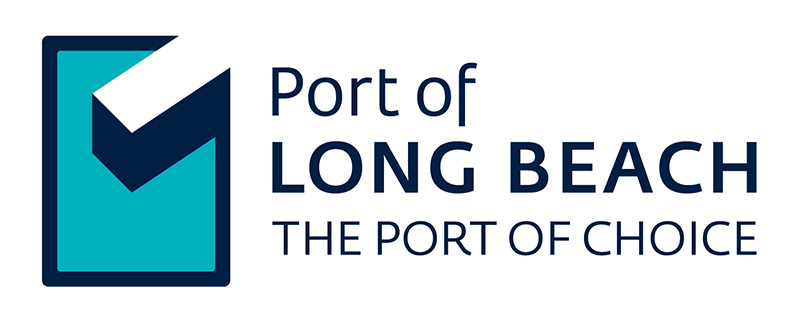 Port of
LONG BEACH
THE PORT OF CHOICE